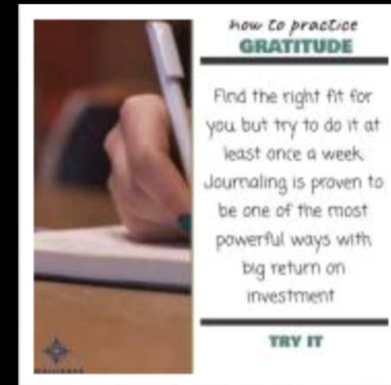 how to practice
GRATITUDE
Find the right fit for
you but try to do it at
least once a week.
Journaling is proven to
be one of the most
powerful ways with
big return on
investment
TRY IT